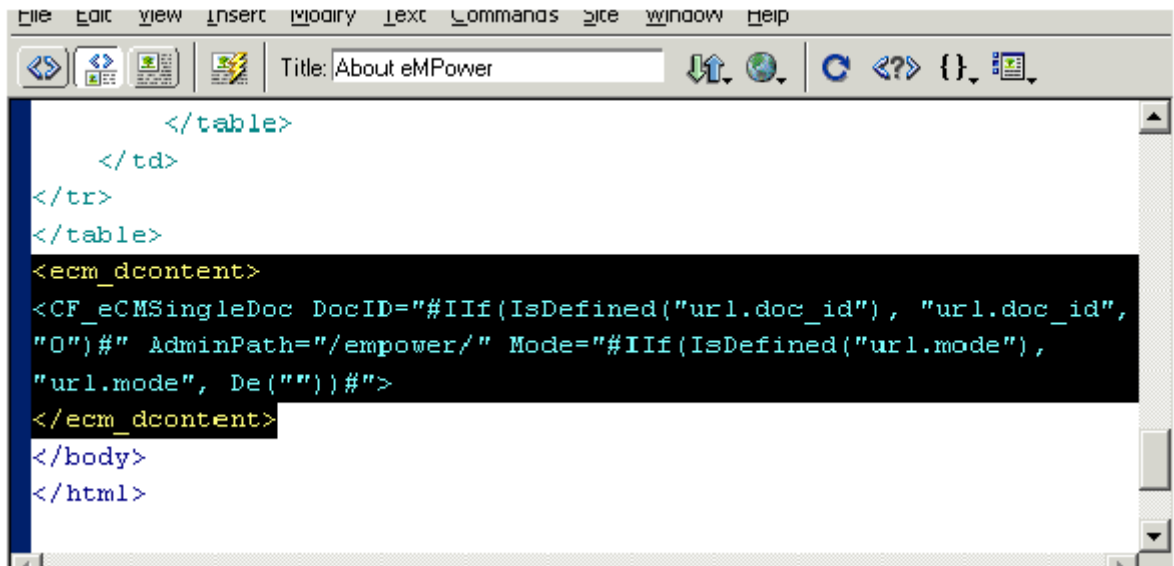 File Edit View Insert Modify Text Commands Site Window Help
Title: About eMPower
</table>
</td>
</tr>
</table>
<ecm_dcontent>
<CF_eCMSingleDoc DocID="#IIf(IsDefined("url.doc_id"), "url.doc_id",
"0")#" AdminPath="/empower/" Mode="#IIf(IsDefined("url.mode"),
"url.mode", De(""))#">
</ecm_dcontent>
</body>
</html>